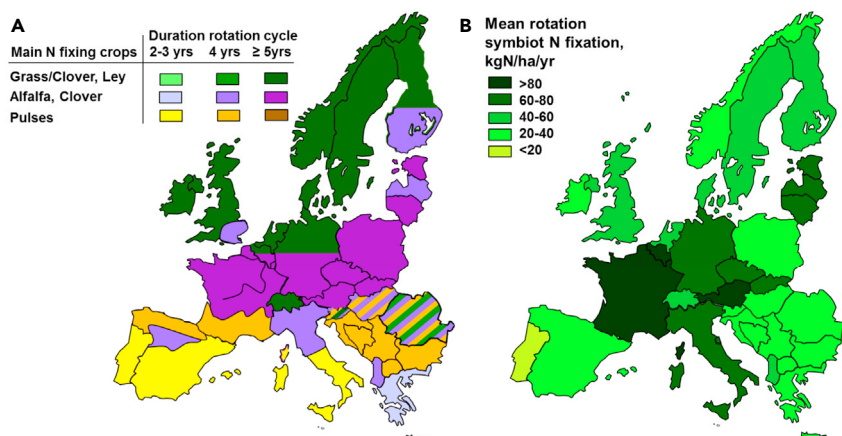 A
Duration rotation cycle
Main N fixing crops 2-3 yrs 4 yrs ≥ 5yrs
Grass/Clover, Ley
Alfalfa, Clover
Pulses
B
Mean rotation
symbiot N fixation,
kgN/ha/yr
>80
60-80
40-60
20-40
<20